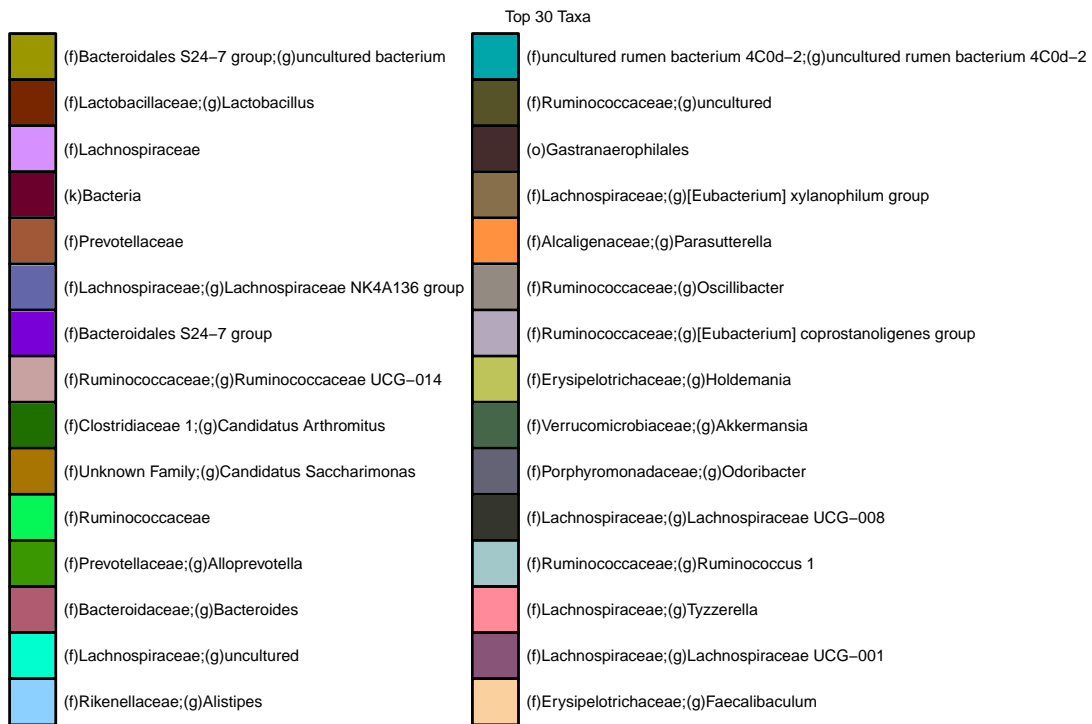 Top 30 Taxa
(f)Bacteroidales S24−7 group;(g)uncultured bacterium
(f)Lactobacillaceae;(g)Lactobacillus
(f)Lachnospiraceae
(k)Bacteria
(f)Prevotellaceae
(f)Lachnospiraceae;(g)Lachnospiraceae NK4A136 group
(f)Bacteroidales S24−7 group
(f)Ruminococcaceae;(g)Ruminococcaceae UCG−014
(f)Clostridiaceae 1;(g)Candidatus Arthromitus
(f)Unknown Family;(g)Candidatus Saccharimonas
(f)Ruminococcaceae
(f)Prevotellaceae;(g)Alloprevotella
(f)Bacteroidaceae;(g)Bacteroides
(f)Lachnospiraceae;(g)uncultured
(f)Rikenellaceae;(g)Alistipes
(f)uncultured rumen bacterium 4C0d−2;(g)uncultured rumen bacterium 4C0d−2
(f)Ruminococcaceae;(g)uncultured
(o)Gastranaerophilales
(f)Lachnospiraceae;(g)[Eubacterium] xylanophilum group
(f)Alcaligenaceae;(g)Parasutterella
(f)Ruminococcaceae;(g)Oscillibacter
(f)Ruminococcaceae;(g)[Eubacterium] coprostanoligenes group
(f)Erysipelotrichaceae;(g)Holdemania
(f)Verrucomicrobiaceae;(g)Akkermansia
(f)Porphyromonadaceae;(g)Odoribacter
(f)Lachnospiraceae;(g)Lachnospiraceae UCG−008
(f)Ruminococcaceae;(g)Ruminococcus 1
(f)Lachnospiraceae;(g)Tyzzerella
(f)Lachnospiraceae;(g)Lachnospiraceae UCG−001
(f)Erysipelotrichaceae;(g)Faecalibaculum